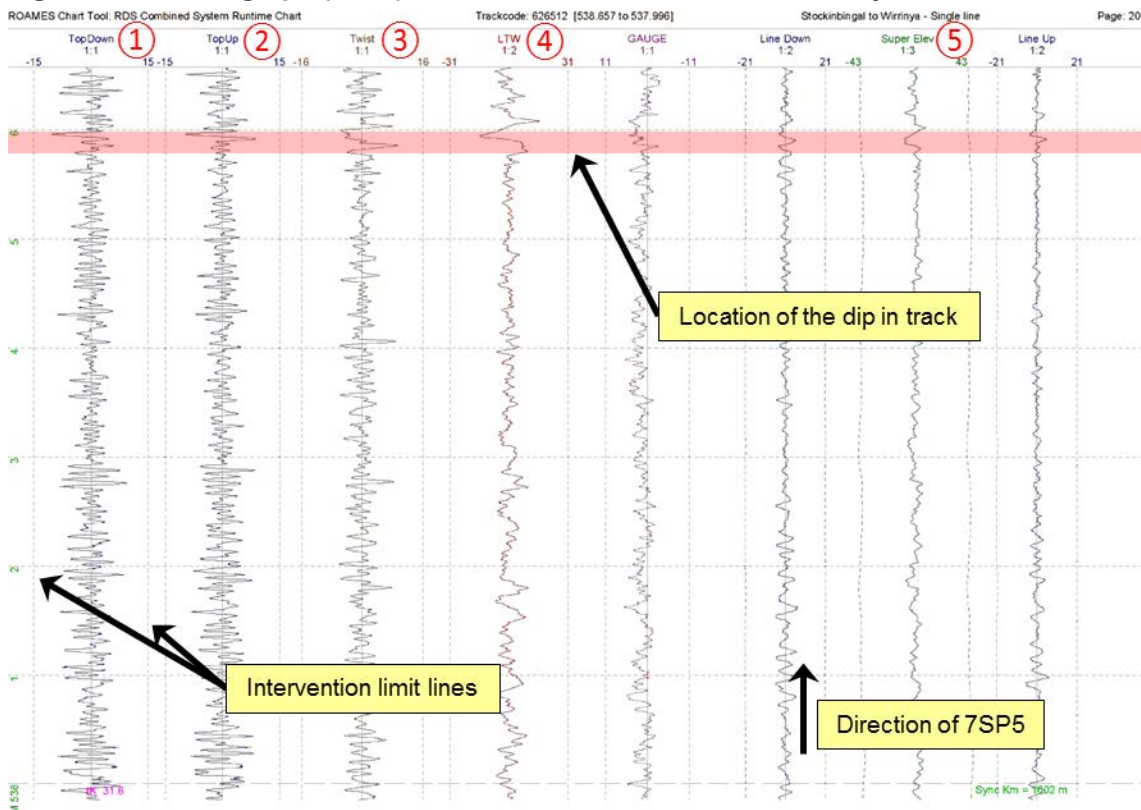 ROAMES Chart Tool: RDS Combined System Runtime Chart Trackcode: 626512 [538.657 to 537.996] Stockinbingal to Wirrinya - Single line Page: 20
TopDown 1 TopUp 2 Twist 3 LTW 4 GAUGE Line Down Super Elev 5 Line Up
1:1 1:1 1:1 1:2 1:1 1:2 1:3 1:2
-15 15 -15 15 -16 16 -31 31 11 -11 -21 21 -43 43 -21 21
6
5
Location of the dip in track
4
3
2
Intervention limit lines
1
Direction of 7SP5
Sync Km = 1602 m